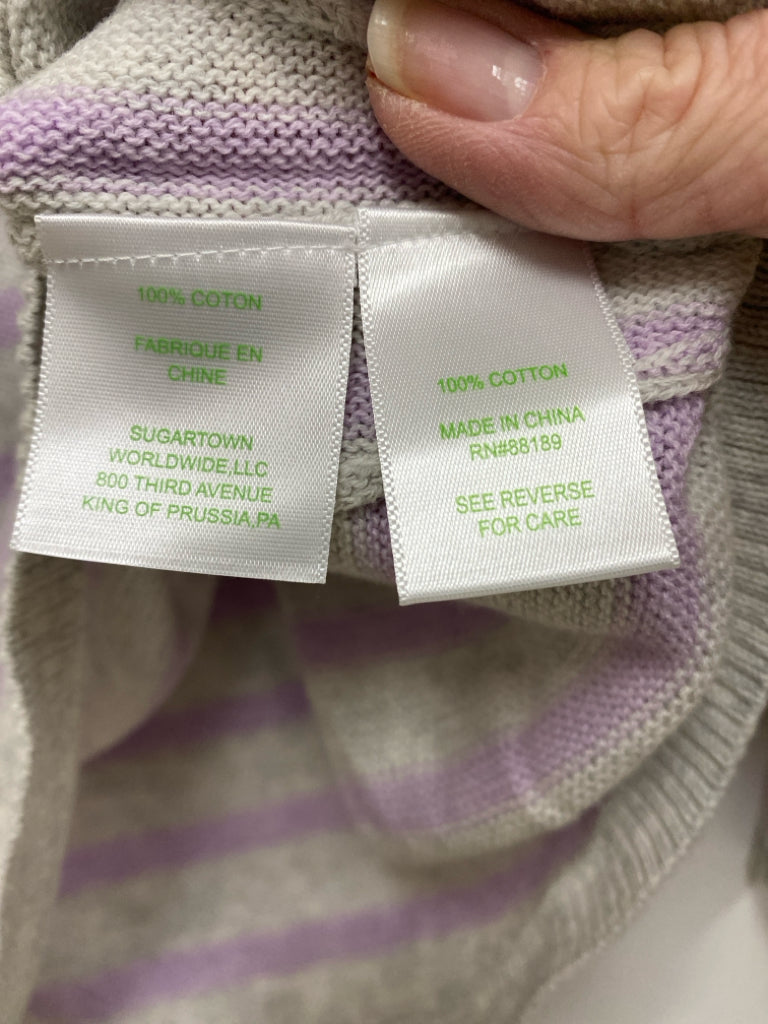 100% COTON
FABRIQUE EN
CHINE
SUGARTOWN
WORLDWIDE,LLC
800 THIRD AVENUE
KING OF PRUSSIA,PA
100% COTTON
MADE IN CHINA
RN#88189
SEE REVERSE
FOR CARE